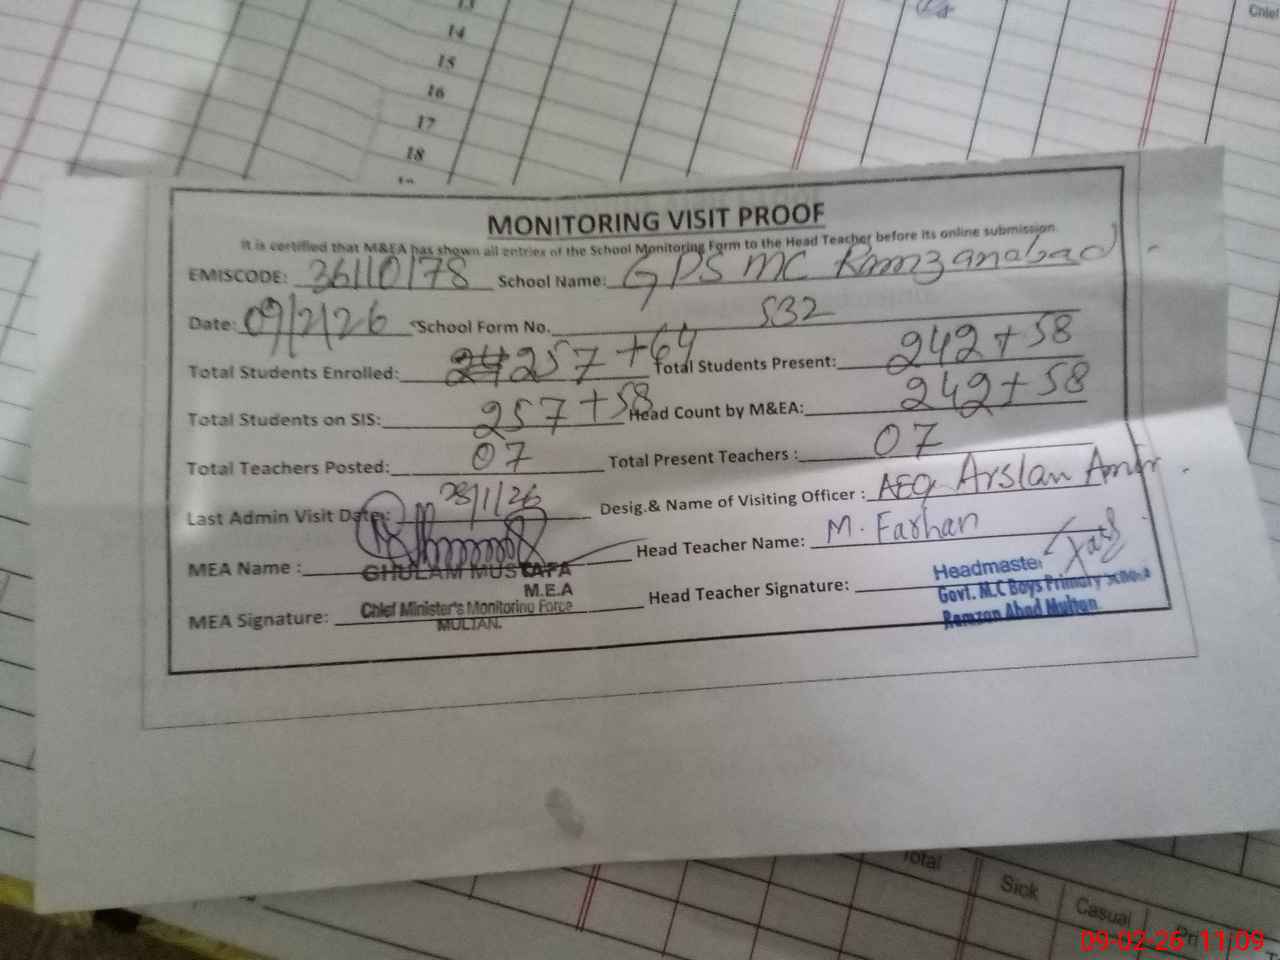 14
15
16
17
18
Chief
MONITORING VISIT PROOF
It is certified that M&EA has shown all entries of the School Monitoring Form to the Head Teacher before its online submission.
EMISCODE: 36110178 School Name: GPS MC Ramzanabad
Date: 09/2/26 School Form No. 532
Total Students Enrolled: 257 + 64 Total Students Present: 242 + 58
Total Students on SIS: 257 + 58 Head Count by M&EA: 242 + 58
Total Teachers Posted: 07 Total Present Teachers : 07
Last Admin Visit Date: 28/1/26 Desig.& Name of Visiting Officer : AEO Arslan Amir
MEA Name : GHULAM MUSTAFA Head Teacher Name: M. Farhan
M.E.A
MEA Signature: Chief Minister's Monitoring Force Head Teacher Signature:
MULTAN.
Headmaster
Govt. M.C Boys Primary School
Ramzan Abad Multan
Total
Sick
Casual
09-02-26 11:09